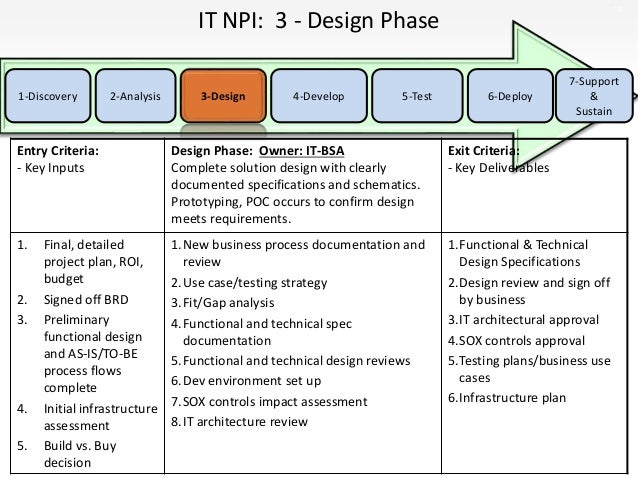 IT NPI: 3 - Design Phase
1-Discovery
2-Analysis
3-Design
4-Develop
5-Test
6-Deploy
7-Support
&
Sustain
Entry Criteria:
- Key Inputs
Design Phase: Owner: IT-BSA
Complete solution design with clearly
documented specifications and schematics.
Prototyping, POC occurs to confirm design
meets requirements.
Exit Criteria:
- Key Deliverables
1. Final, detailed
project plan, ROI,
budget
2. Signed off BRD
3. Preliminary
functional design
and AS-IS/TO-BE
process flows
complete
4. Initial infrastructure
assessment
5. Build vs. Buy
decision
1.New business process documentation and
review
2.Use case/testing strategy
3.Fit/Gap analysis
4.Functional and technical spec
documentation
5.Functional and technical design reviews
6.Dev environment set up
7.SOX controls impact assessment
8.IT architecture review
1.Functional & Technical
Design Specifications
2.Design review and sign off
by business
3.IT architectural approval
4.SOX controls approval
5.Testing plans/business use
cases
6.Infrastructure plan